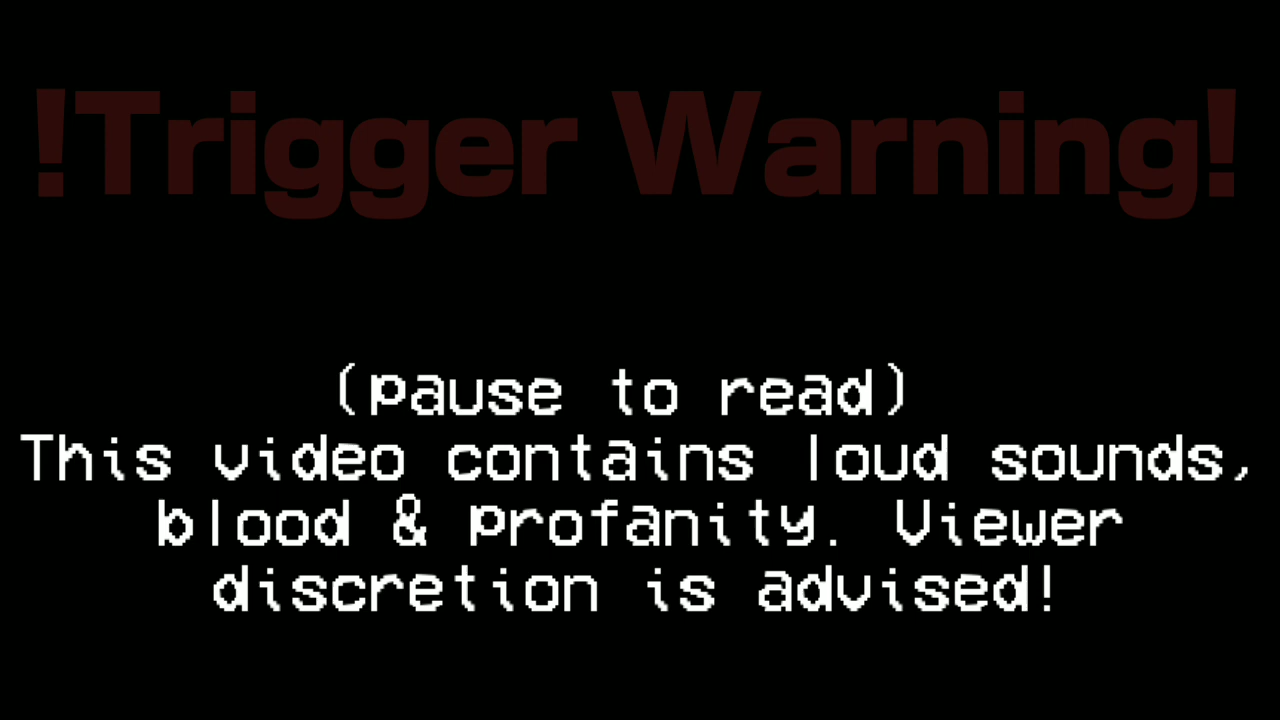 !Trigger Warning!
(pause to read)
This video contains loud sounds,
blood & profanity. Viewer
discretion is advised!